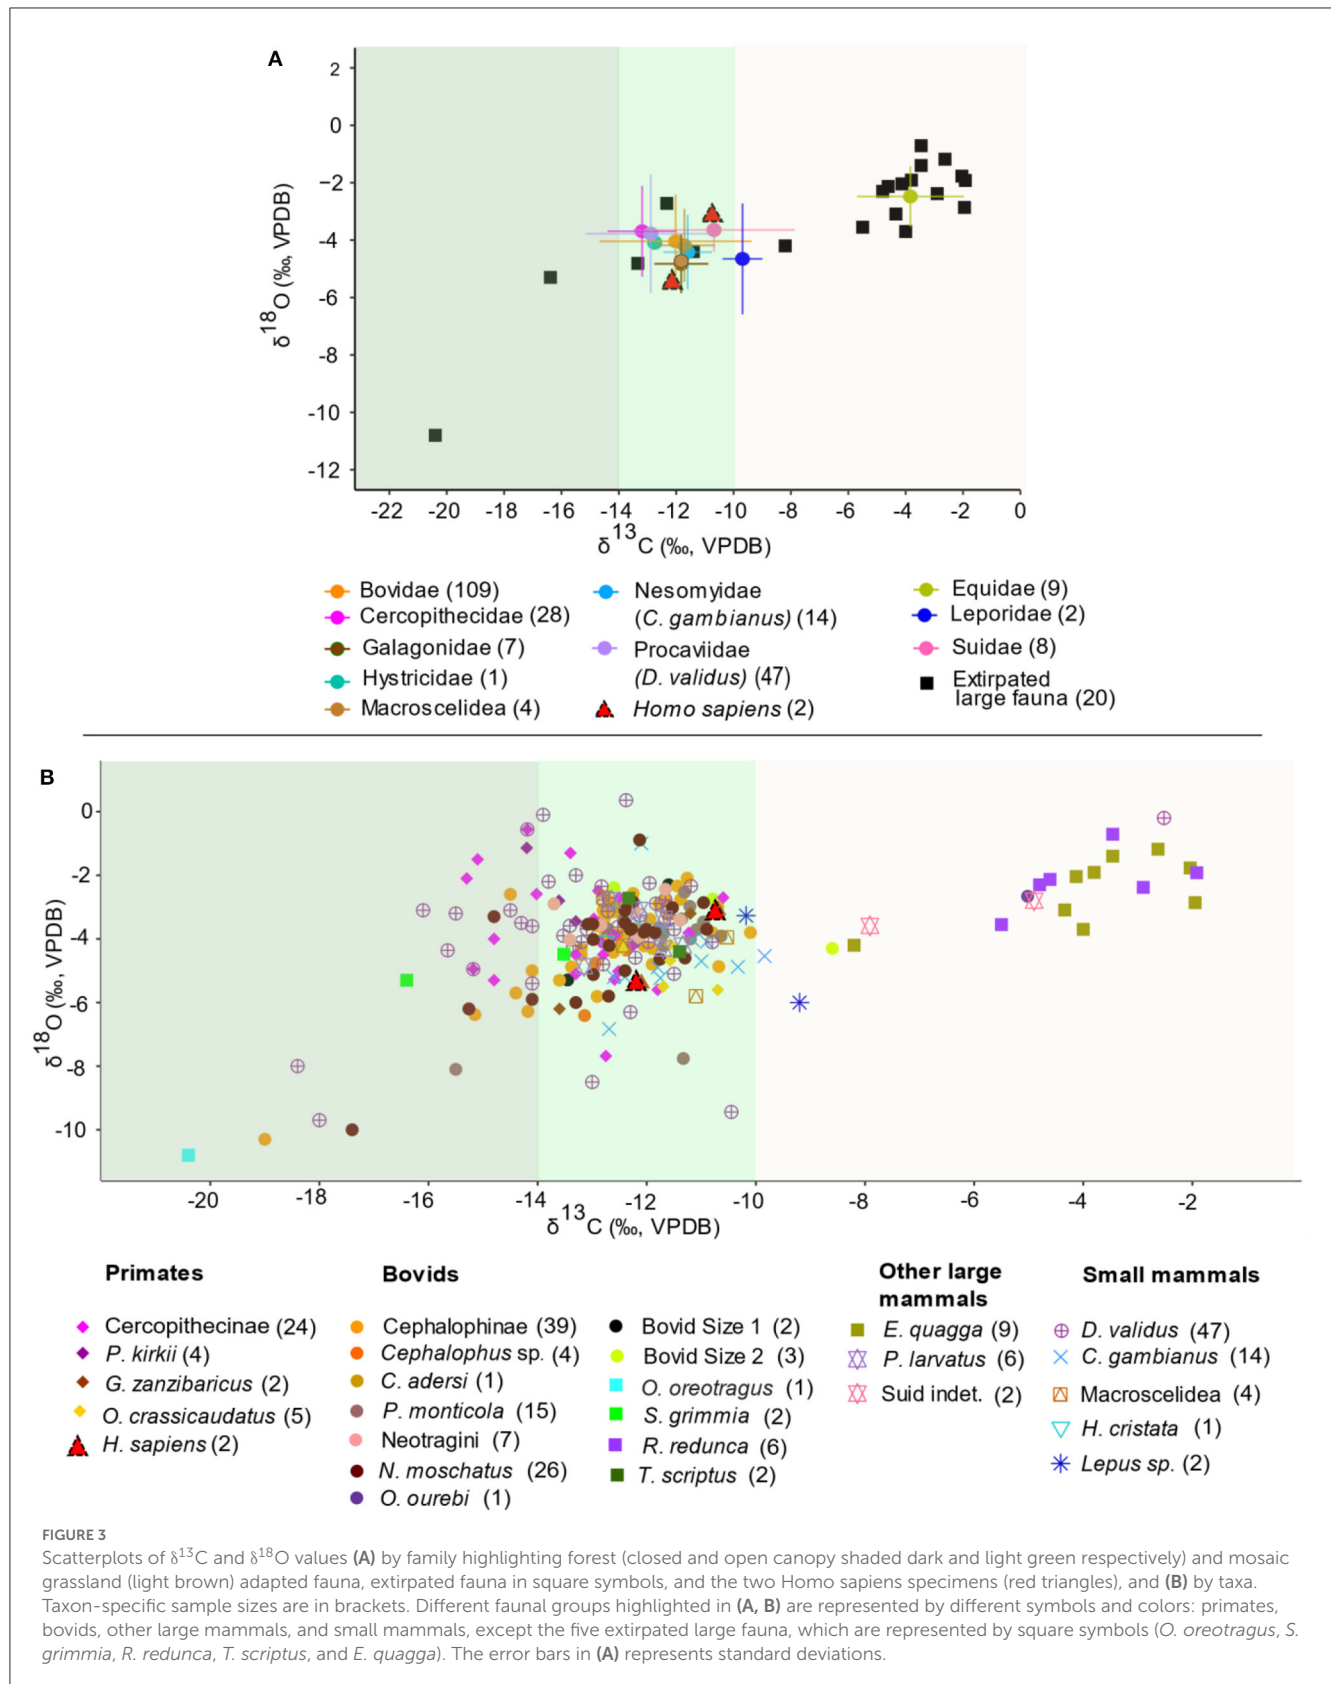 A
2
0
−2
−4
-6
-8
-10
-12
δ18O (‰, VPDB)
-22 -20 -18 -16 -14 -12 -10 -8 -6 -4 -2 0
δ13C (‰, VPDB)
Bovidae (109)
Cercopithecidae (28)
Galagonidae (7)
Hystricidae (1)
Macroscelidea (4)
Nesomyidae
(C. gambianus) (14)
Procaviidae
(D. validus) (47)
Homo sapiens (2)
Equidae (9)
Leporidae (2)
Suidae (8)
Extirpated
large fauna (20)
B
0
-2
-4
-6
-8
-10
δ18O (‰, VPDB)
-20 -18 -16 -14 -12 -10 -8 -6 -4 -2
δ13C (‰, VPDB)
Primates
Cercopithecinae (24)
P. kirkii (4)
G. zanzibaricus (2)
O. crassicaudatus (5)
H. sapiens (2)
Bovids
Cephalophinae (39)
Cephalophus sp. (4)
C. adersi (1)
P. monticola (15)
Neotragini (7)
N. moschatus (26)
O. ourebi (1)
Bovid Size 1 (2)
Bovid Size 2 (3)
O. oreotragus (1)
S. grimmia (2)
R. redunca (6)
T. scriptus (2)
Other large
mammals
E. quagga (9)
P. larvatus (6)
Suid indet. (2)
Small mammals
D. validus (47)
C. gambianus (14)
Macroscelidea (4)
H. cristata (1)
Lepus sp. (2)
FIGURE 3
Scatterplots of δ13C and δ18O values (A) by family highlighting forest (closed and open canopy shaded dark and light green respectively) and mosaic
grassland (light brown) adapted fauna, extirpated fauna in square symbols, and the two Homo sapiens specimens (red triangles), and (B) by taxa.
Taxon-specific sample sizes are in brackets. Different faunal groups highlighted in (A, B) are represented by different symbols and colors: primates,
bovids, other large mammals, and small mammals, except the five extirpated large fauna, which are represented by square symbols (O. oreotragus, S.
grimmia, R. redunca, T. scriptus, and E. quagga). The error bars in (A) represents standard deviations.